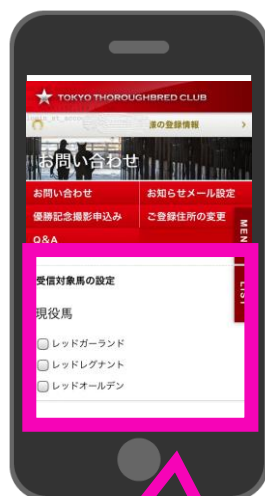 TOKYO THOROUGHBRED CLUB
様の登録情報 >
お問い合わせ
お問い合わせ
お知らせメール設定
優勝記念撮影申込み
ご登録住所の変更
Q&A
MEN
LIST
受信対象馬の設定
現役馬
レッドガーランド
レッドレグナント
レッドオールデン